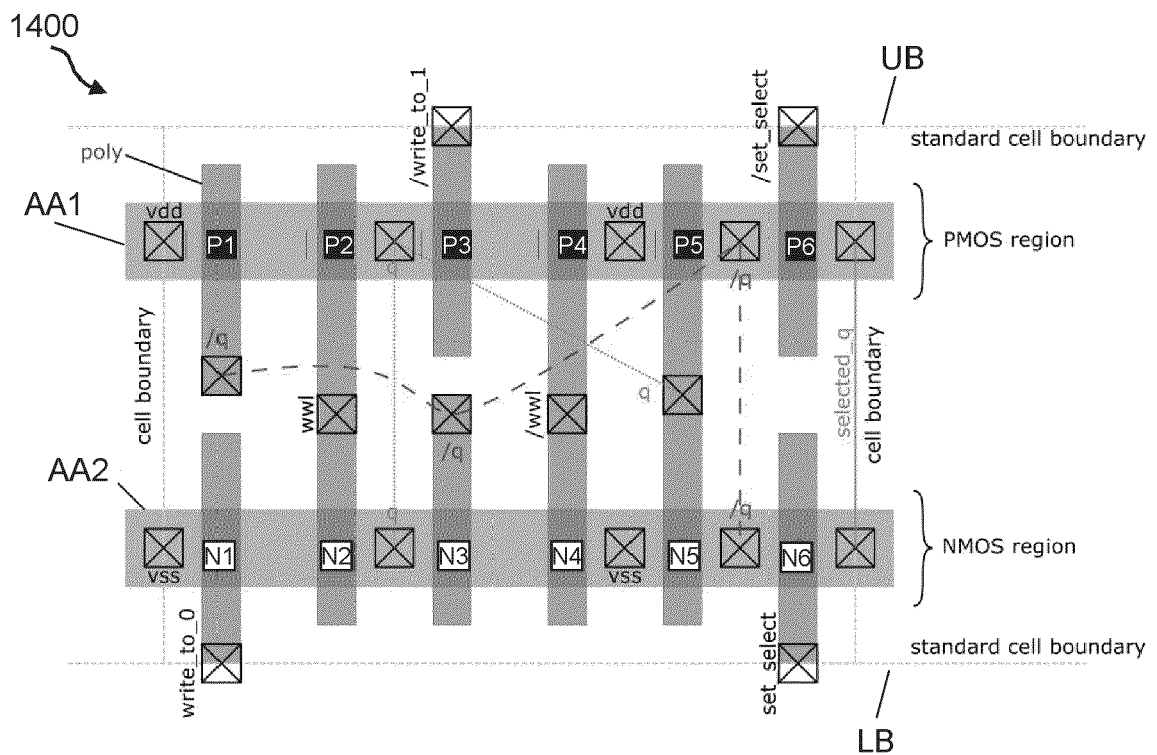 1400
UB
/write_to_1
/set_select
standard cell boundary
poly
AA1
vdd
vdd
P1
P2
P3
P4
P5
P6
PMOS region
q
/q
/q
cell boundary
wwl
/q
/wwl
q
selected_q
cell boundary
AA2
q
/q
N1
N2
N3
N4
N5
N6
NMOS region
vss
vss
write_to_0
set_select
standard cell boundary
LB